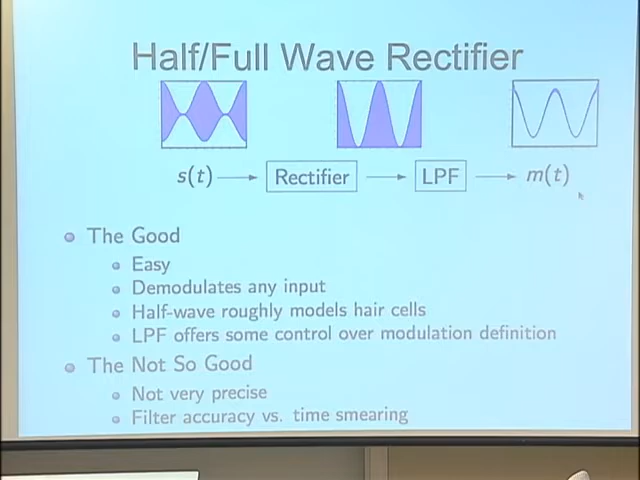 Half/Full Wave Rectifier
s(t) Rectifier LPF m(t)
The Good
Easy
Demodulates any input
Half-wave roughly models hair cells
LPF offers some control over modulation definition
The Not So Good
Not very precise
Filter accuracy vs. time smearing